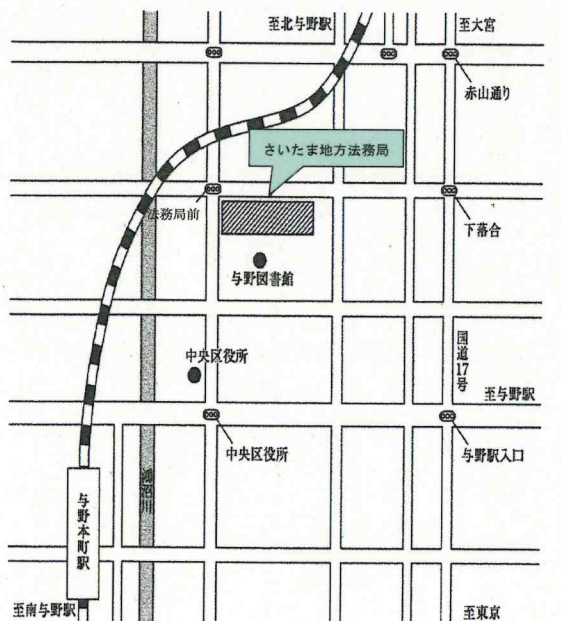 至北与野駅
至大宮
赤山通り
さいたま地方法務局
法務局前
下落合
与野図書館
国道17号
中央区役所
至与野駅
中央区役所
与野駅入口
鴻沼川
与野本町駅
至南与野駅
至東京